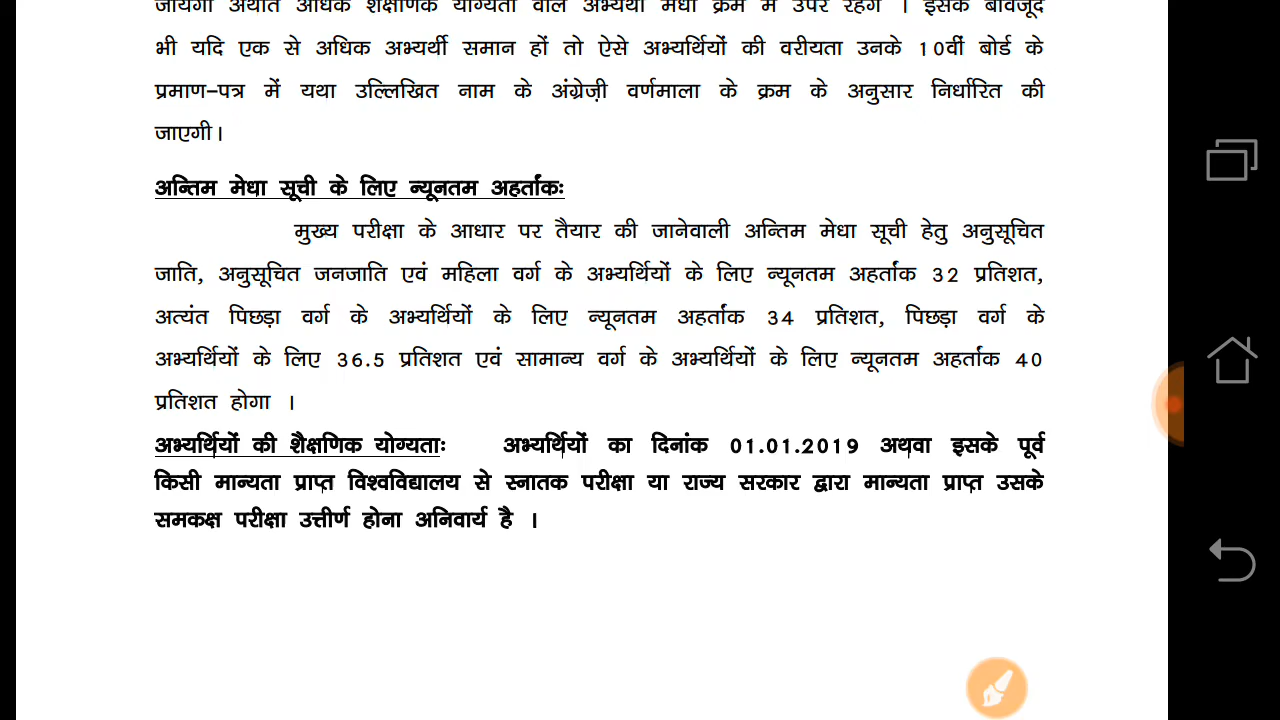 जायेगी अर्थात अधिक शैक्षणिक योग्यता वाले अभ्यर्थी मेधा क्रम में उपर रहेंगे । इसके बावजूद
भी यदि एक से अधिक अभ्यर्थी समान हों तो ऐसे अभ्यर्थियों की वरीयता उनके 10वीं बोर्ड के
प्रमाण-पत्र में यथा उल्लिखित नाम के अंग्रेज़ी वर्णमाला के क्रम के अनुसार निर्धारित की
जाएगी।
अन्तिम मेधा सूची के लिए न्यूनतम अहर्तांकः
मुख्य परीक्षा के आधार पर तैयार की जानेवाली अन्तिम मेधा सूची हेतु अनुसूचित
जाति, अनुसूचित जनजाति एवं महिला वर्ग के अभ्यर्थियों के लिए न्यूनतम अहर्तांक 32 प्रतिशत,
अत्यंत पिछड़ा वर्ग के अभ्यर्थियों के लिए न्यूनतम अहर्तांक 34 प्रतिशत, पिछड़ा वर्ग के
अभ्यर्थियों के लिए 36.5 प्रतिशत एवं सामान्य वर्ग के अभ्यर्थियों के लिए न्यूनतम अहर्तांक 40
प्रतिशत होगा ।
अभ्यर्थियों की शैक्षणिक योग्यताः अभ्यर्थियों का दिनांक 01.01.2019 अथवा इसके पूर्व
किसी मान्यता प्राप्त विश्वविद्यालय से स्नातक परीक्षा या राज्य सरकार द्वारा मान्यता प्राप्त उसके
समकक्ष परीक्षा उत्तीर्ण होना अनिवार्य है ।